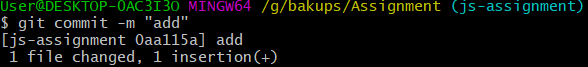 User@DESKTOP-0AC3I3O MINGW64 /g/bakups/Assignment (js-assignment)
$ git commit -m "add"
[js-assignment 0aa115a] add
 1 file changed, 1 insertion(+)